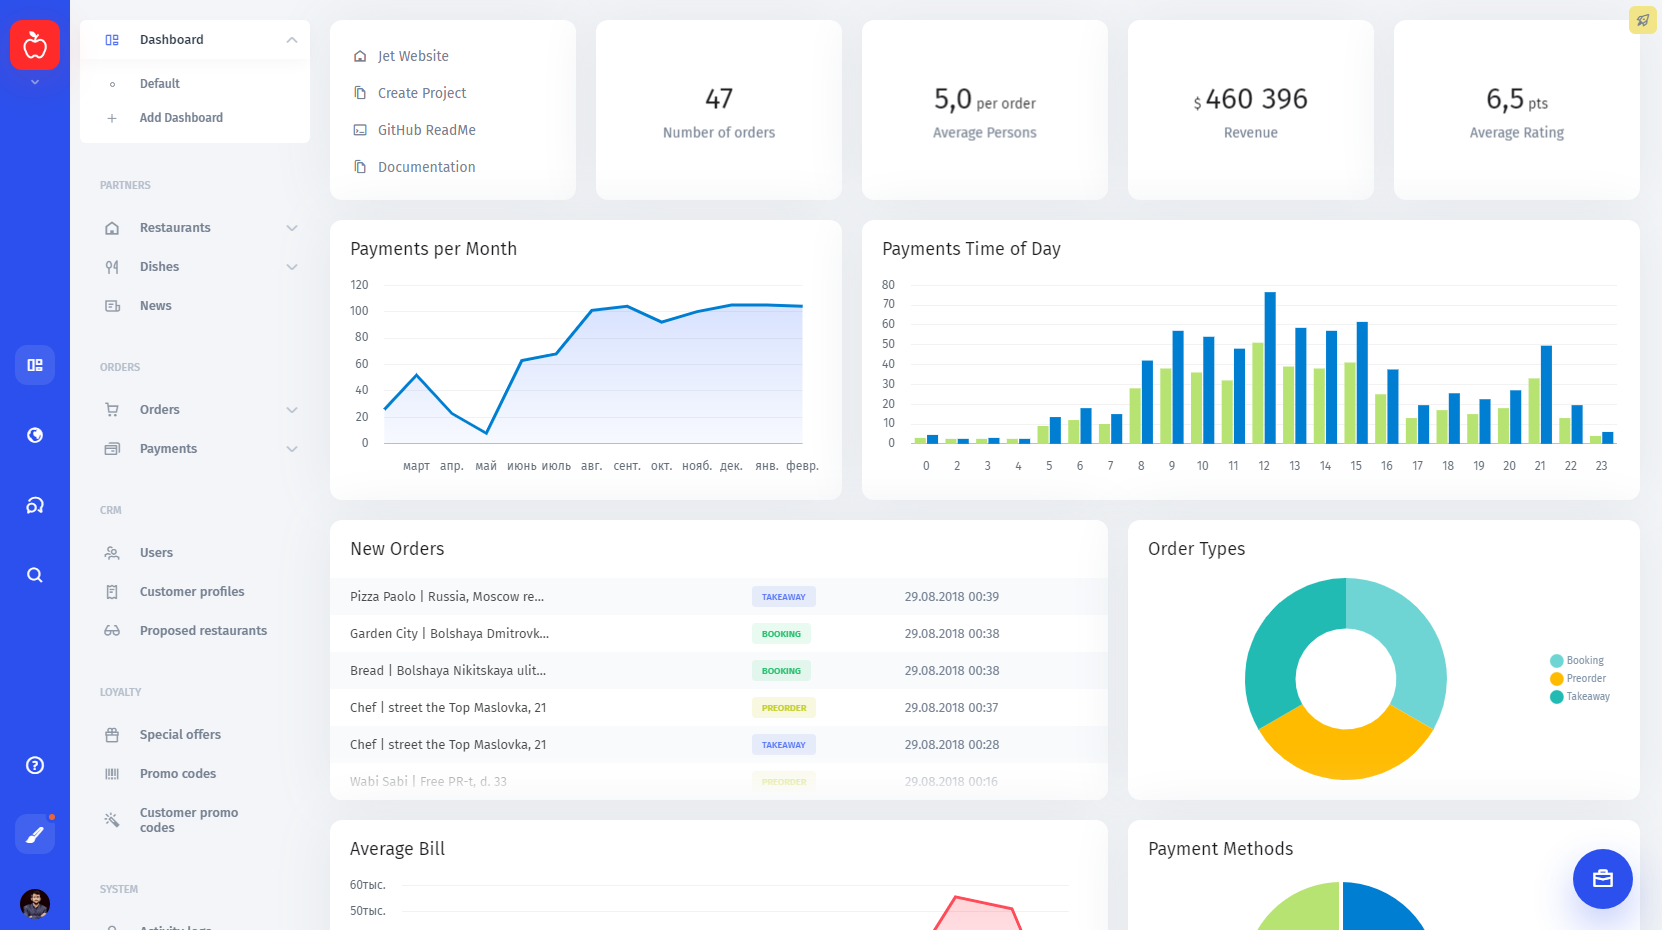 Dashboard
Default
Add Dashboard
PARTNERS
Restaurants
Dishes
News
ORDERS
Orders
Payments
CRM
Users
Customer profiles
Proposed restaurants
LOYALTY
Special offers
Promo codes
Customer promo
codes
SYSTEM
Activity logs
Jet Website
Create Project
GitHub ReadMe
Documentation
47
Number of orders
5,0 per order
Average Persons
$ 460 396
Revenue
6,5 pts
Average Rating
Payments per Month
120
100
80
60
40
20
0
март апр. май июнь июль авг. сент. окт. нояб. дек. янв. февр.
Payments Time of Day
80
70
60
50
40
30
20
10
0
0 2 3 4 5 6 7 8 9 10 11 12 13 14 15 16 17 18 19 20 21 22 23
New Orders
Pizza Paolo | Russia, Moscow re... TAKEAWAY 29.08.2018 00:39
Garden City | Bolshaya Dmitrovk... BOOKING 29.08.2018 00:38
Bread | Bolshaya Nikitskaya ulit... BOOKING 29.08.2018 00:38
Chef | street the Top Maslovka, 21 PREORDER 29.08.2018 00:37
Chef | street the Top Maslovka, 21 TAKEAWAY 29.08.2018 00:28
Wabi Sabi | Free PR-t, d. 33 PREORDER 29.08.2018 00:16
Order Types
Booking
Preorder
Takeaway
Average Bill
60тыс.
50тыс.
Payment Methods